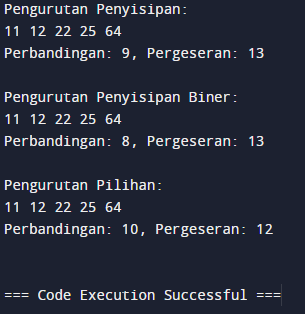 Pengurutan Penyisipan:
11 12 22 25 64
Perbandingan: 9, Pergeseran: 13
Pengurutan Penyisipan Biner:
11 12 22 25 64
Perbandingan: 8, Pergeseran: 13
Pengurutan Pilihan:
11 12 22 25 64
Perbandingan: 10, Pergeseran: 12
=== Code Execution Successful ===